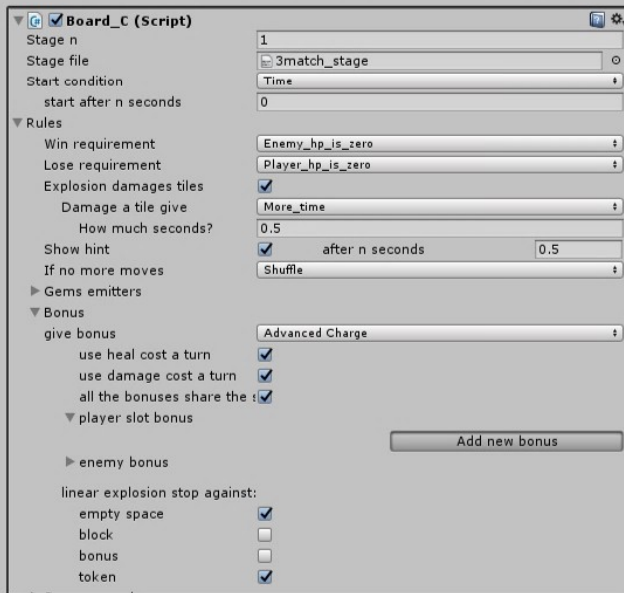 Board_C (Script)
Stage n 1
Stage file 3match_stage
Start condition Time
start after n seconds 0
Rules
Win requirement Enemy_hp_is_zero
Lose requirement Player_hp_is_zero
Explosion damages tiles
Damage a tile give More_time
How much seconds? 0.5
Show hint after n seconds 0.5
If no more moves Shuffle
Gems emitters
Bonus
give bonus Advanced Charge
use heal cost a turn
use damage cost a turn
all the bonuses share the s
player slot bonus
Add new bonus
enemy bonus
linear explosion stop against:
empty space
block
bonus
token